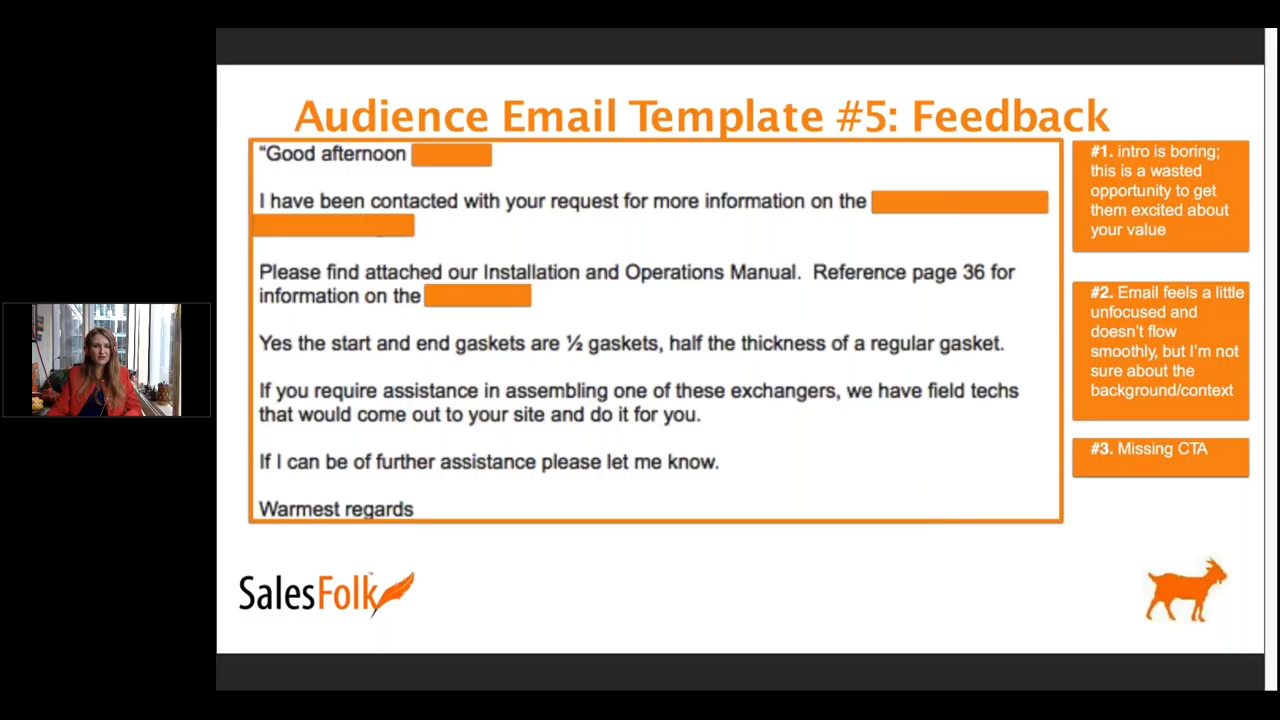 Audience Email Template #5: Feedback
“Good afternoon
I have been contacted with your request for more information on the
Please find attached our Installation and Operations Manual.  Reference page 36 for
information on the
Yes the start and end gaskets are ½ gaskets, half the thickness of a regular gasket.
If you require assistance in assembling one of these exchangers, we have field techs
that would come out to your site and do it for you.
If I can be of further assistance please let me know.
Warmest regards
#1. intro is boring;
this is a wasted
opportunity to get
them excited about
your value
#2. Email feels a little
unfocused and
doesn’t flow
smoothly, but I’m not
sure about the
background/context
#3. Missing CTA
SalesFolk